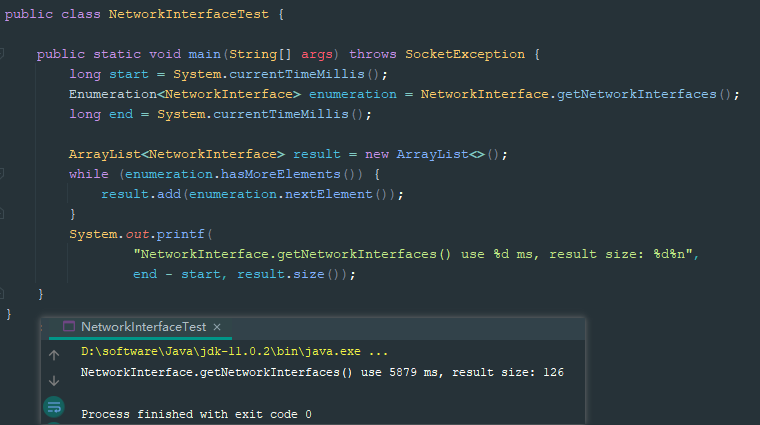 public class NetworkInterfaceTest {
public static void main(String[] args) throws SocketException {
long start = System.currentTimeMillis();
Enumeration<NetworkInterface> enumeration = NetworkInterface.getNetworkInterfaces();
long end = System.currentTimeMillis();
ArrayList<NetworkInterface> result = new ArrayList<>();
while (enumeration.hasMoreElements()) {
result.add(enumeration.nextElement());
}
System.out.printf(
"NetworkInterface.getNetworkInterfaces() use %d ms, result size: %d%n",
end - start, result.size());
}
}
NetworkInterfaceTest ×
D:\software\Java\jdk-11.0.2\bin\java.exe ...
NetworkInterface.getNetworkInterfaces() use 5879 ms, result size: 126
Process finished with exit code 0